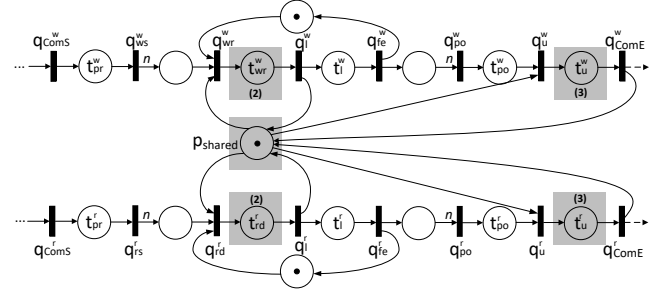 q^w_ComS q^w_ws q^w_wr q^w_l q^w_fe q^w_po q^w_u q^w_ComE
... t^w_pr n t^w_wr t^w_l n t^w_po t^w_u
(2) (3)
p_shared
(2) (3)
... t^r_pr n t^r_rd t^r_l n t^r_po t^r_u
q^r_ComS q^r_rs q^r_rd q^r_l q^r_fe q^r_po q^r_u q^r_ComE